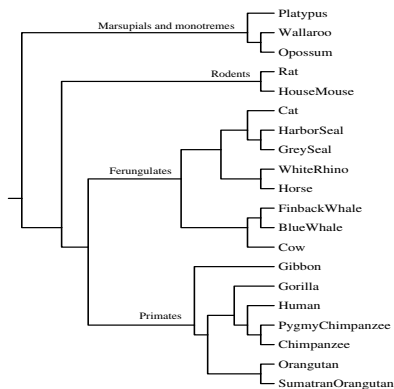 Platypus
Marsupials and monotremes
Wallaroo
Opossum
Rodents
Rat
HouseMouse
Cat
HarborSeal
GreySeal
Ferungulates
WhiteRhino
Horse
FinbackWhale
BlueWhale
Cow
Gibbon
Gorilla
Human
Primates
PygmyChimpanzee
Chimpanzee
Orangutan
SumatranOrangutan